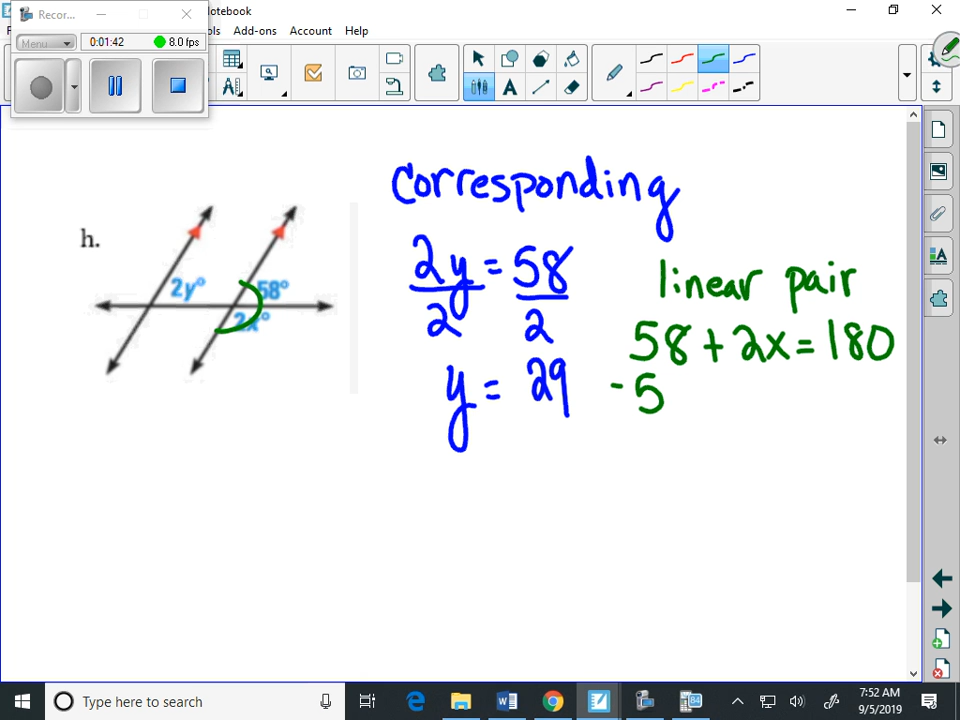 Recor...
Notebook
Menu
0:01:42
8.0 fps
ols Add-ons Account Help
corresponding
h.
2y° 58°
2x°
2y = 58
2 2
y = 29
linear pair
58 + 2x = 180
-5
Type here to search
7:52 AM
9/5/2019